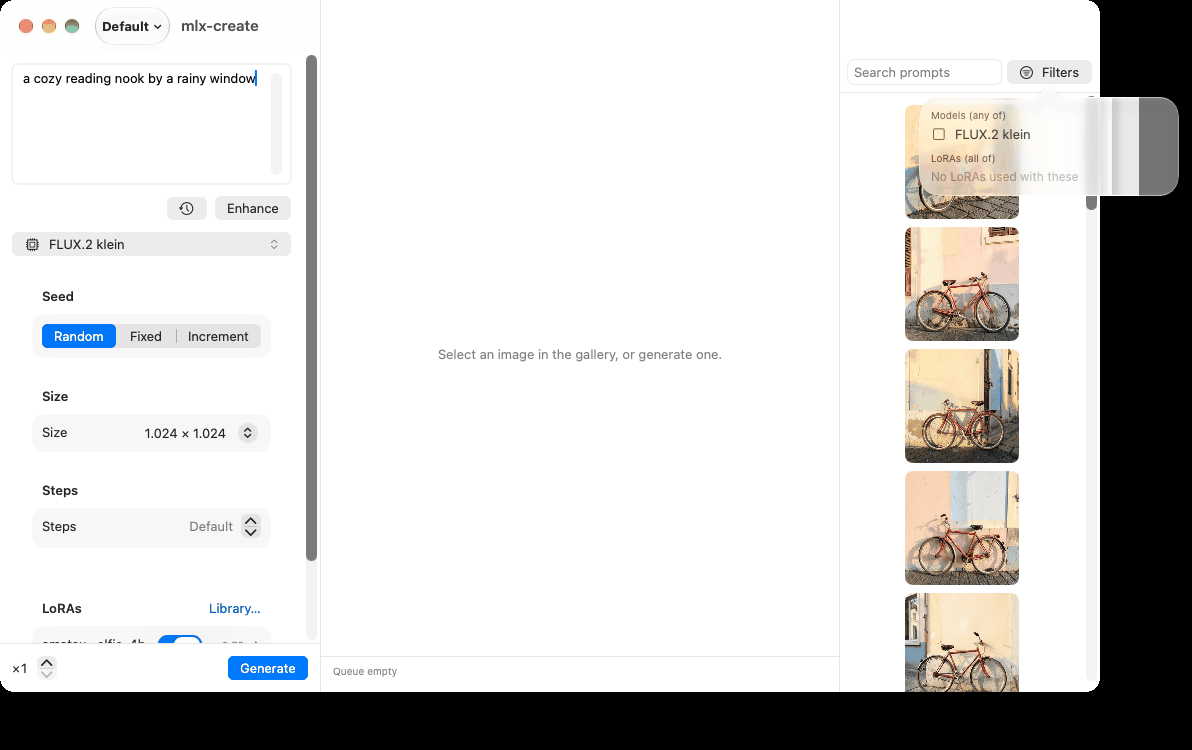 Default
mlx-create
a cozy reading nook by a rainy window
Enhance
FLUX.2 klein
Seed
Random Fixed Increment
Size
Size 1.024 × 1.024
Steps
Steps Default
LoRAs Library...
×1 Generate
Select an image in the gallery, or generate one.
Queue empty
Search prompts Filters
Models (any of)
FLUX.2 klein
LoRAs (all of)
No LoRAs used with these